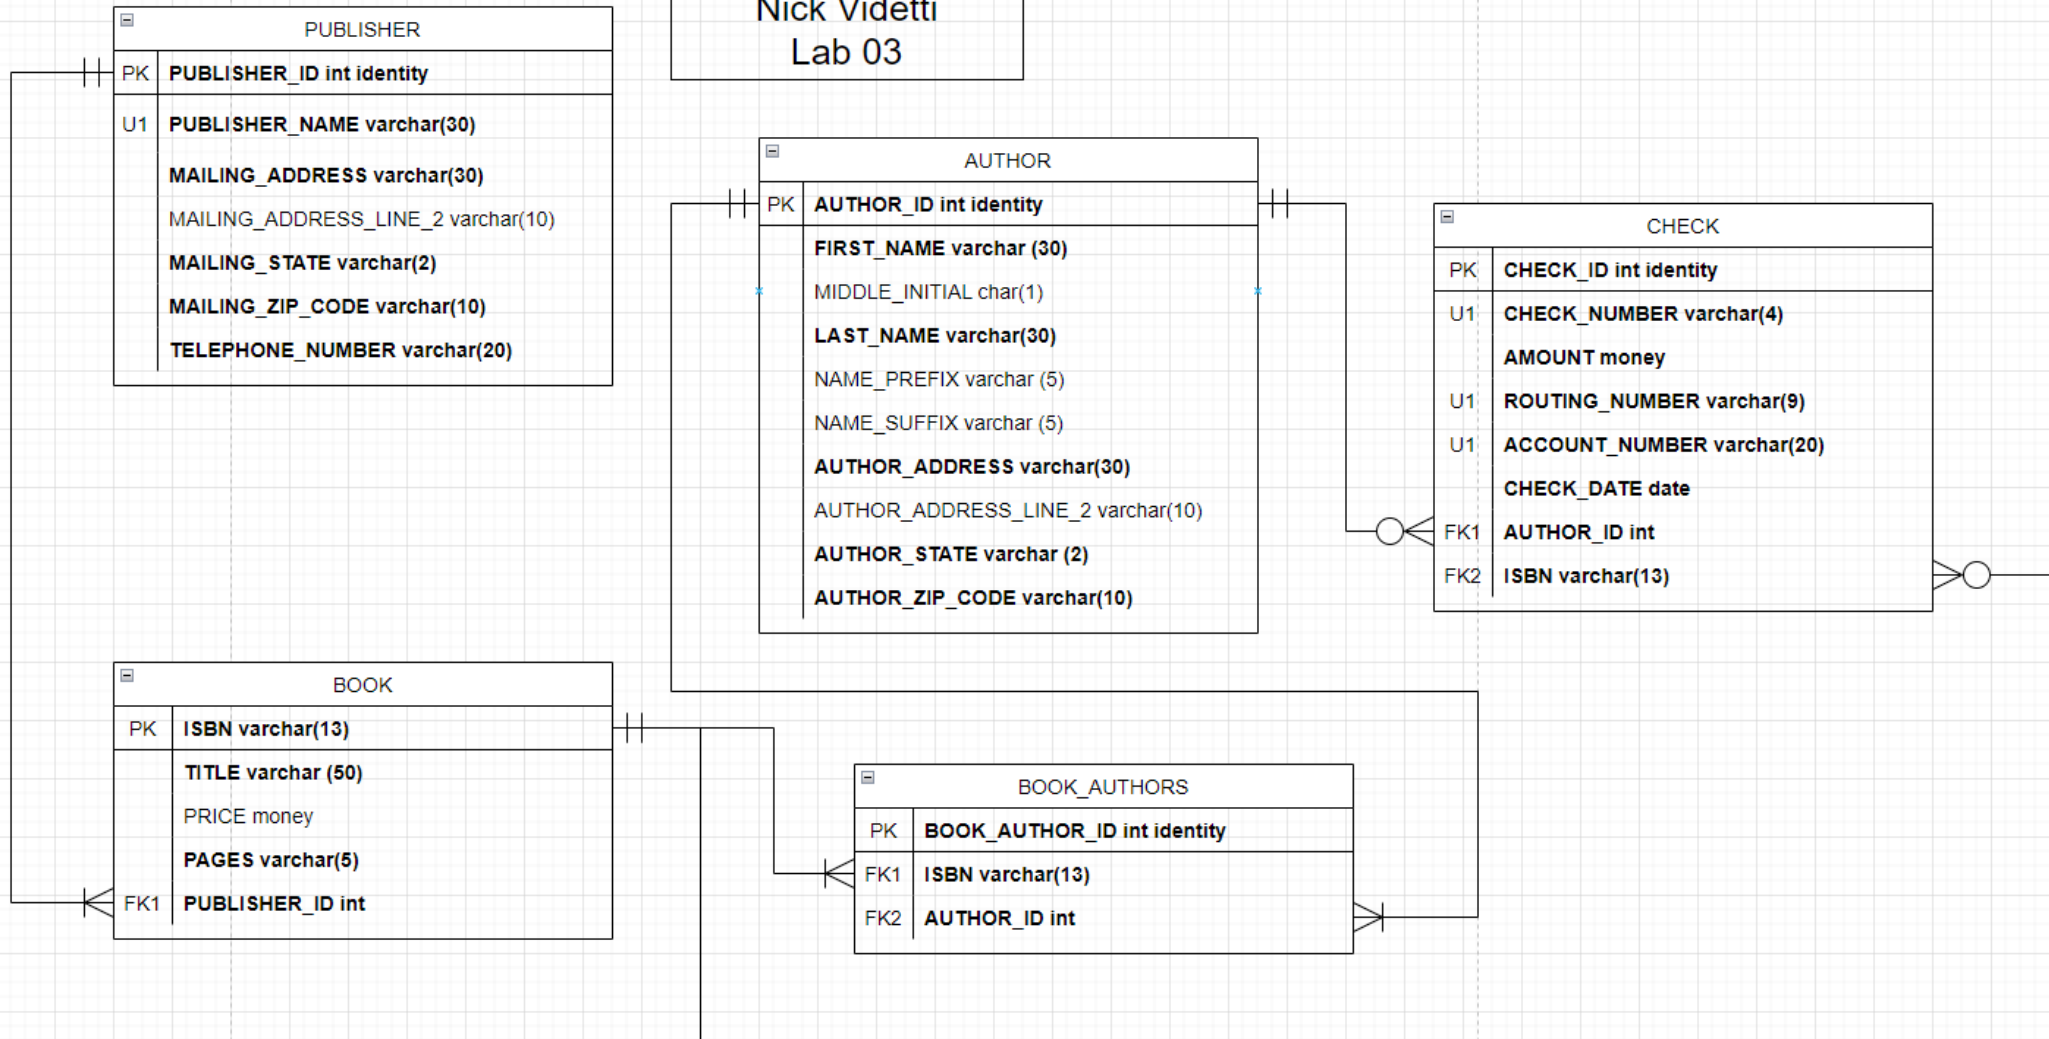 Nick Videtti
Lab 03
PUBLISHER
PK PUBLISHER_ID int identity
U1 PUBLISHER_NAME varchar(30)
MAILING_ADDRESS varchar(30)
MAILING_ADDRESS_LINE_2 varchar(10)
MAILING_STATE varchar(2)
MAILING_ZIP_CODE varchar(10)
TELEPHONE_NUMBER varchar(20)
AUTHOR
PK AUTHOR_ID int identity
FIRST_NAME varchar (30)
MIDDLE_INITIAL char(1)
LAST_NAME varchar(30)
NAME_PREFIX varchar (5)
NAME_SUFFIX varchar (5)
AUTHOR_ADDRESS varchar(30)
AUTHOR_ADDRESS_LINE_2 varchar(10)
AUTHOR_STATE varchar (2)
AUTHOR_ZIP_CODE varchar(10)
CHECK
PK CHECK_ID int identity
U1 CHECK_NUMBER varchar(4)
AMOUNT money
U1 ROUTING_NUMBER varchar(9)
U1 ACCOUNT_NUMBER varchar(20)
CHECK_DATE date
FK1 AUTHOR_ID int
FK2 ISBN varchar(13)
BOOK
PK ISBN varchar(13)
TITLE varchar (50)
PRICE money
PAGES varchar(5)
FK1 PUBLISHER_ID int
BOOK_AUTHORS
PK BOOK_AUTHOR_ID int identity
FK1 ISBN varchar(13)
FK2 AUTHOR_ID int